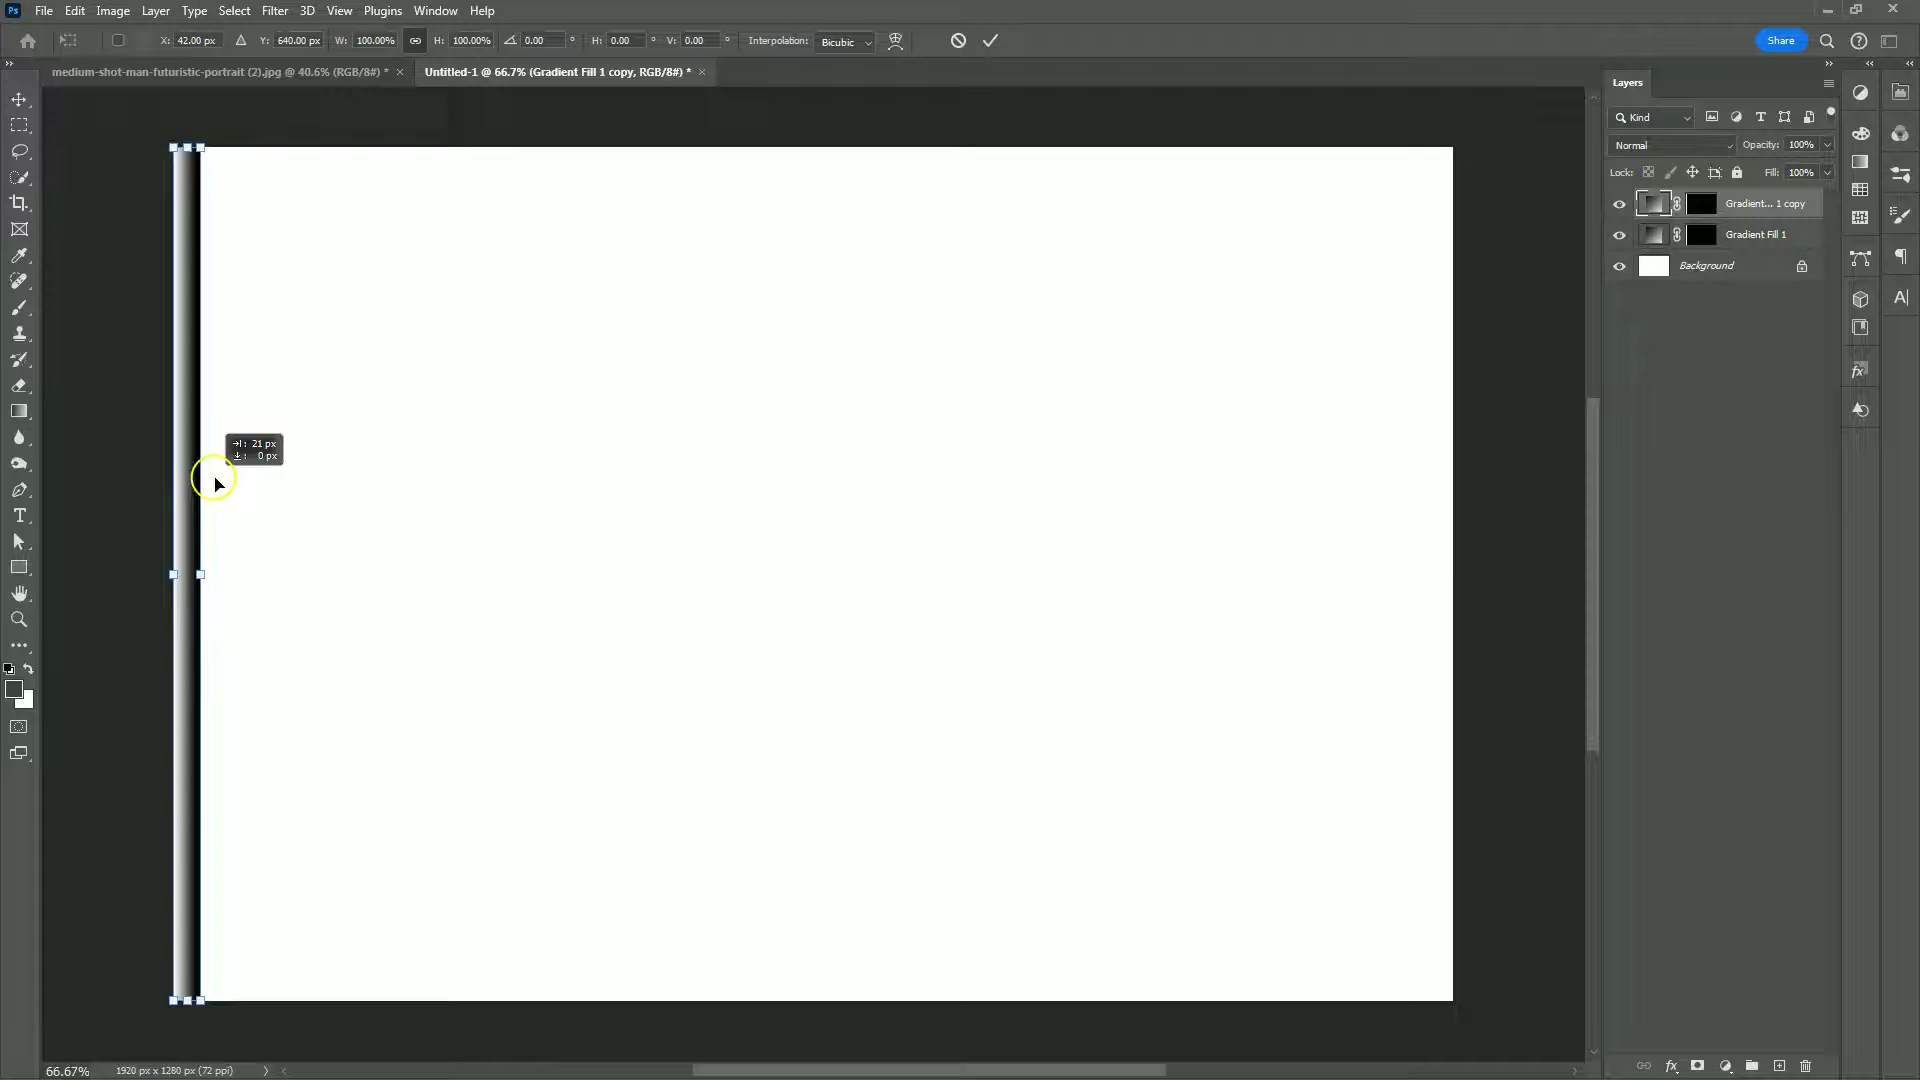 Ps File Edit Image Layer Type Select Filter 3D View Plugins Window Help
X: 42.00 px Y: 640.00 px W: 100.00% H: 100.00% 0.00 ° H: 0.00 ° V: 0.00 ° Interpolation: Bicubic Share
medium-shot-man-futuristic-portrait (2).jpg @ 40.6% (RGB/8#) * × Untitled-1 @ 66.7% (Gradient Fill 1 copy, RGB/8#) * ×
Layers
Kind
Normal Opacity: 100%
Lock: Fill: 100%
Gradient... 1 copy
Gradient Fill 1
Background
: 21 px
: 0 px
66.67% 1920 px x 1280 px (72 ppi)